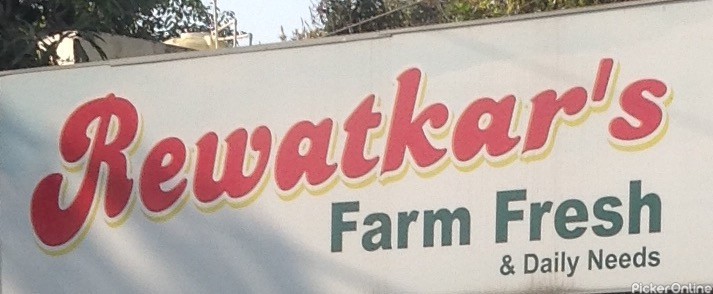 Rewatkar's
Farm Fresh
& Daily Needs
PickerOnline